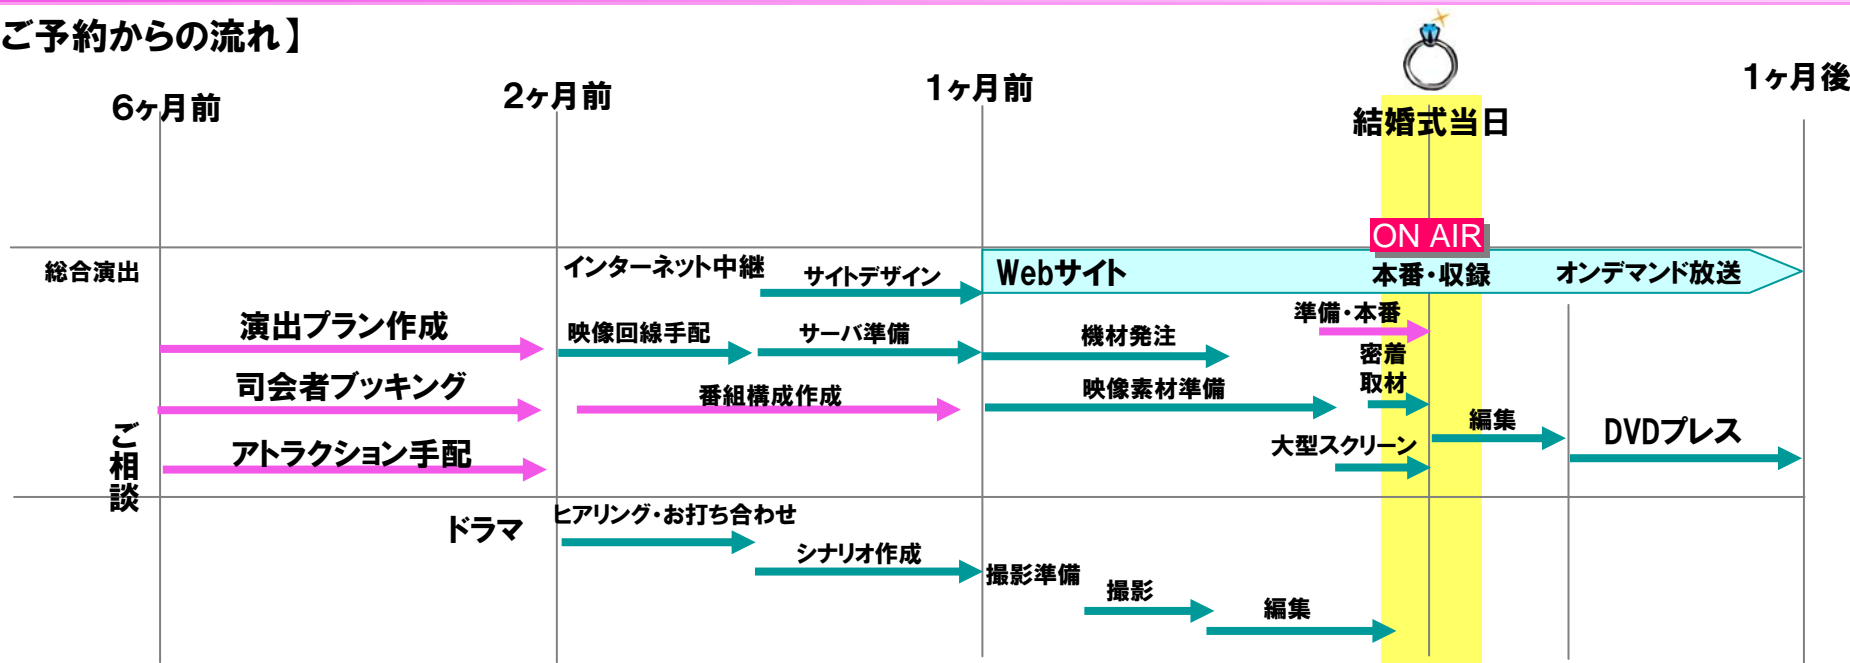 ご予約からの流れ】
6ヶ月前
2ヶ月前
1ヶ月前
結婚式当日
1ヶ月後
ON AIR
総合演出
インターネット中継
サイトデザイン
Webサイト
本番・収録
オンデマンド放送
演出プラン作成
映像回線手配
サーバ準備
機材発注
準備・本番
司会者ブッキング
番組構成作成
映像素材準備
密着
取材
アトラクション手配
大型スクリーン
編集
DVDプレス
ご相談
ドラマ
ヒアリング・お打ち合わせ
シナリオ作成
撮影準備
撮影
編集